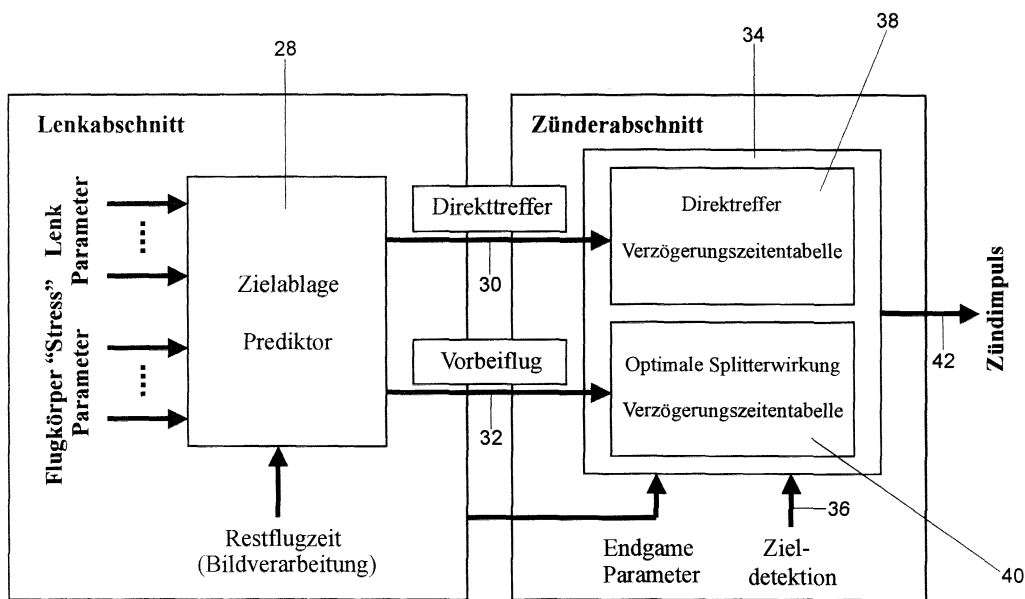 28
34
38
Lenkabschnitt
Zünderabschnitt
Lenk
Parameter
Flugkörper “Stress”
Parameter
Zielablage
Prediktor
Direkttreffer
30
Vorbeiflug
32
Direktreffer
Verzögerungszeitentabelle
Optimale Splitterwirkung
Verzögerungszeitentabelle
42
Zündimpuls
Restflugzeit
(Bildverarbeitung)
Endgame
Parameter
Ziel-
detektion
36
40